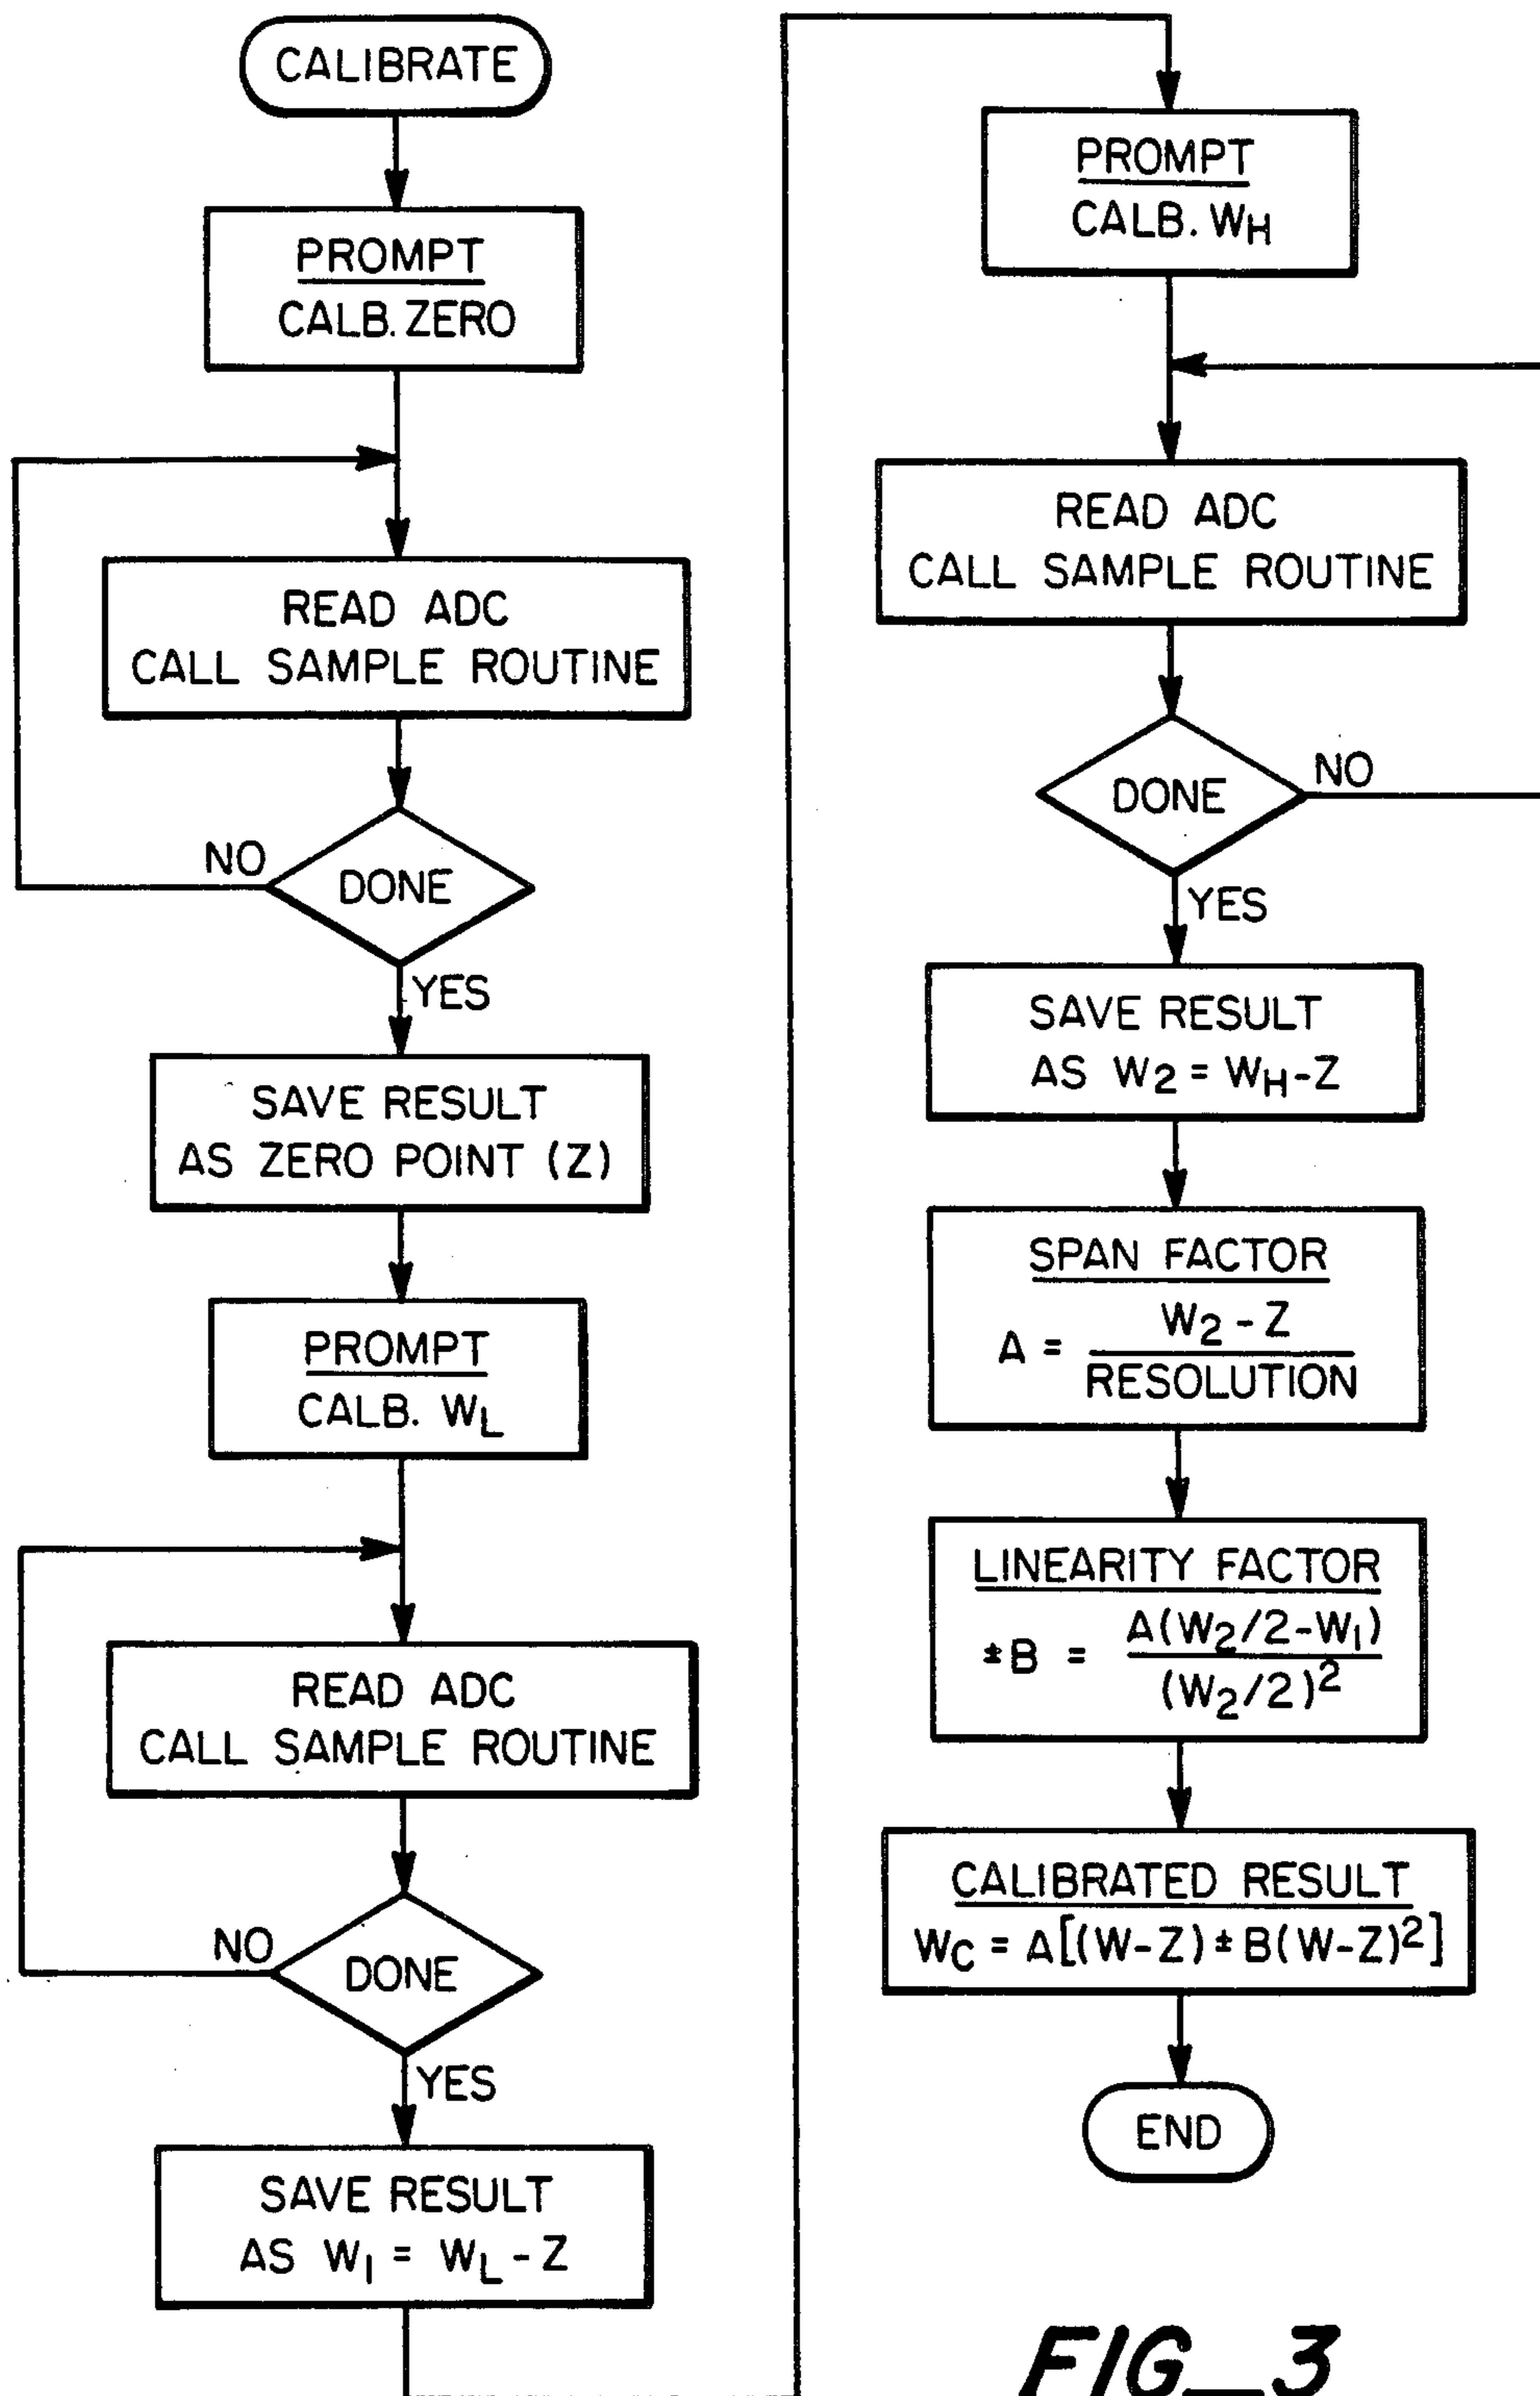 CALIBRATE
PROMPT
CALB. ZERO
READ ADC
CALL SAMPLE ROUTINE
DONE
NO
YES
SAVE RESULT
AS ZERO POINT (Z)
PROMPT
CALB. WL
READ ADC
CALL SAMPLE ROUTINE
DONE
NO
YES
SAVE RESULT
AS W1 = WL - Z
PROMPT
CALB. WH
READ ADC
CALL SAMPLE ROUTINE
DONE
NO
YES
SAVE RESULT
AS W2 = WH - Z
SPAN FACTOR
A = W2 - Z / RESOLUTION
LINEARITY FACTOR
±B = A(W2/2-W1) / (W2/2)²
CALIBRATED RESULT
WC = A[(W-Z) ± B(W-Z)²]
END
FIG_3